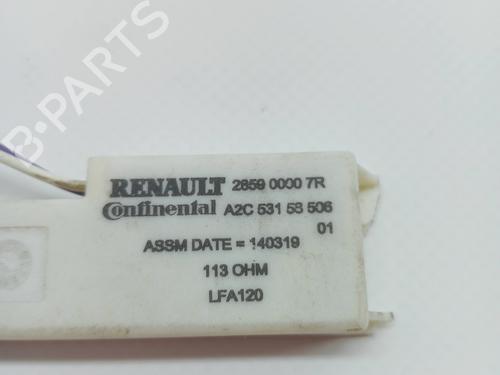 RENAULT 2859 0000 7R
Continental A2C 531 58 506
01
ASSM DATE = 140319
113 OHM
LFA120
B-PARTS